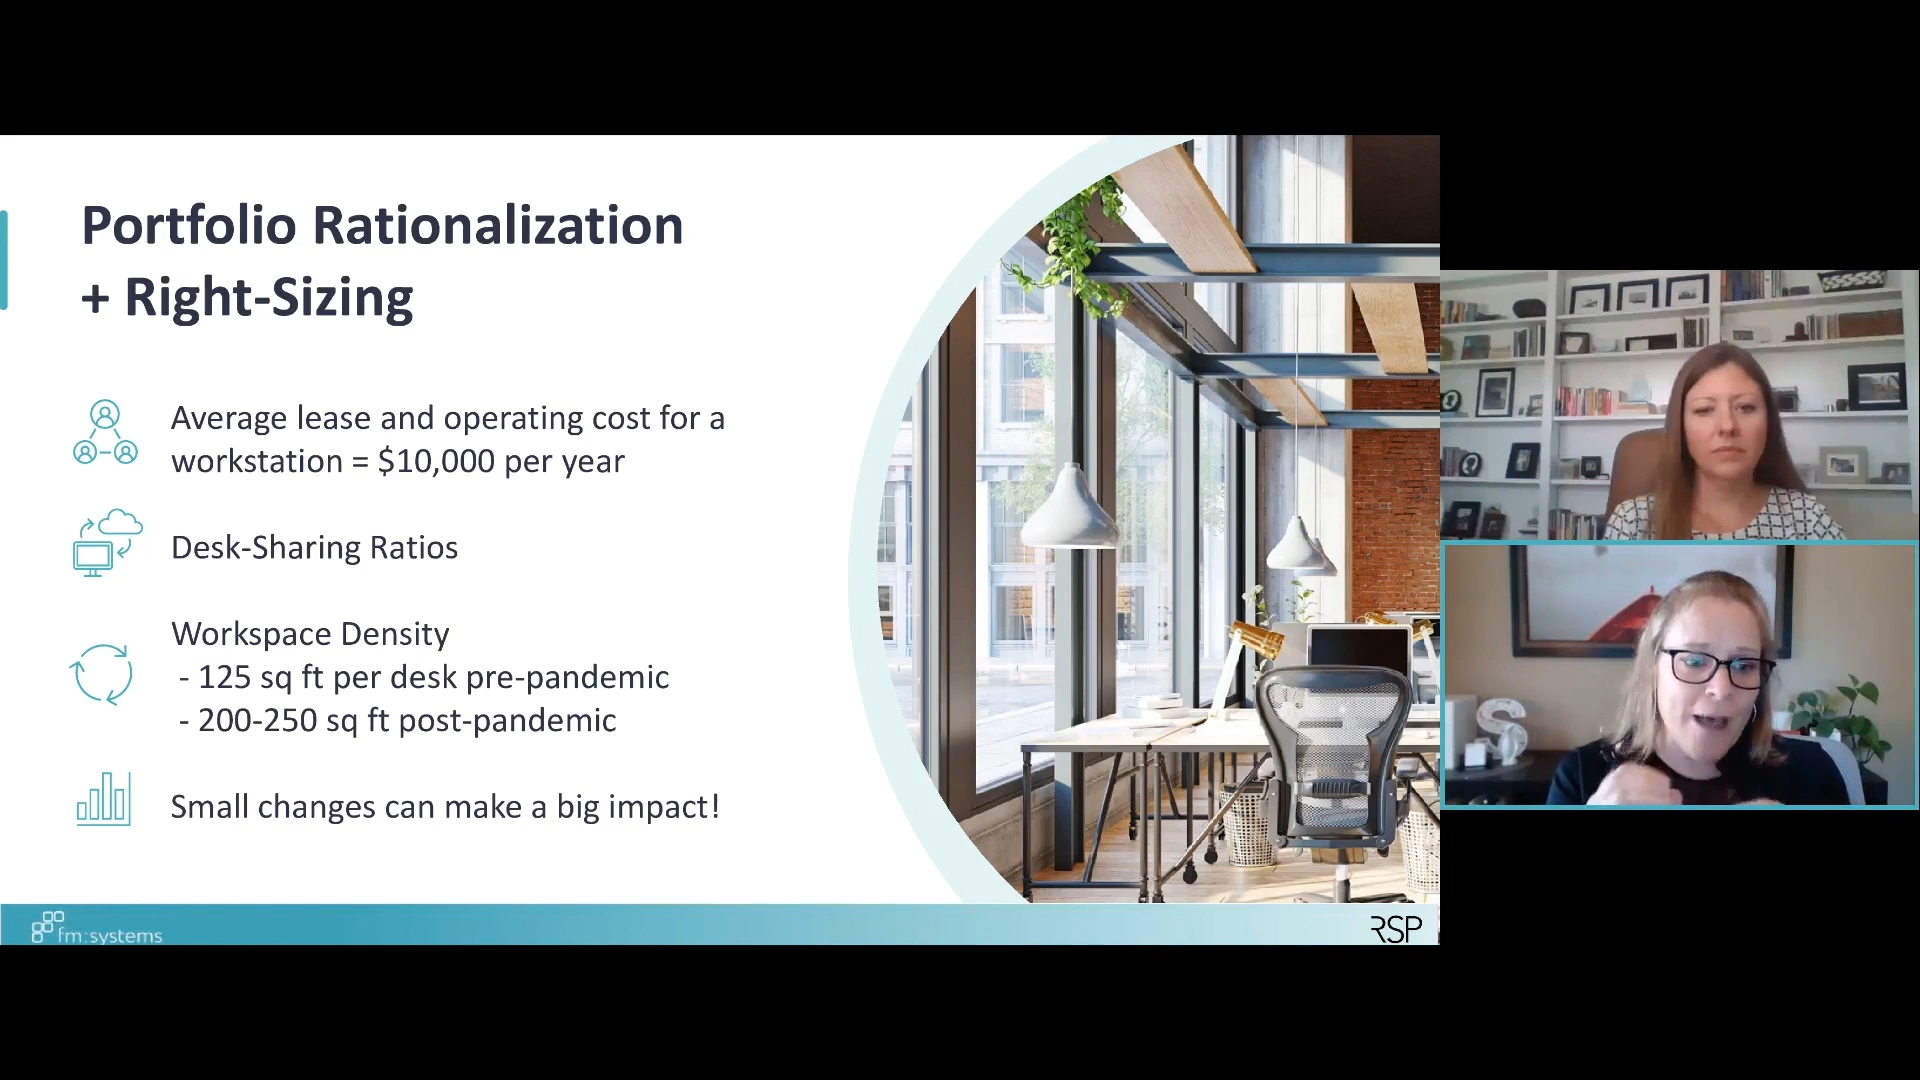 Portfolio Rationalization
+ Right-Sizing
Average lease and operating cost for a
workstation = $10,000 per year
Desk-Sharing Ratios
Workspace Density
- 125 sq ft per desk pre-pandemic
- 200-250 sq ft post-pandemic
Small changes can make a big impact!
fm:systems
RSP
S